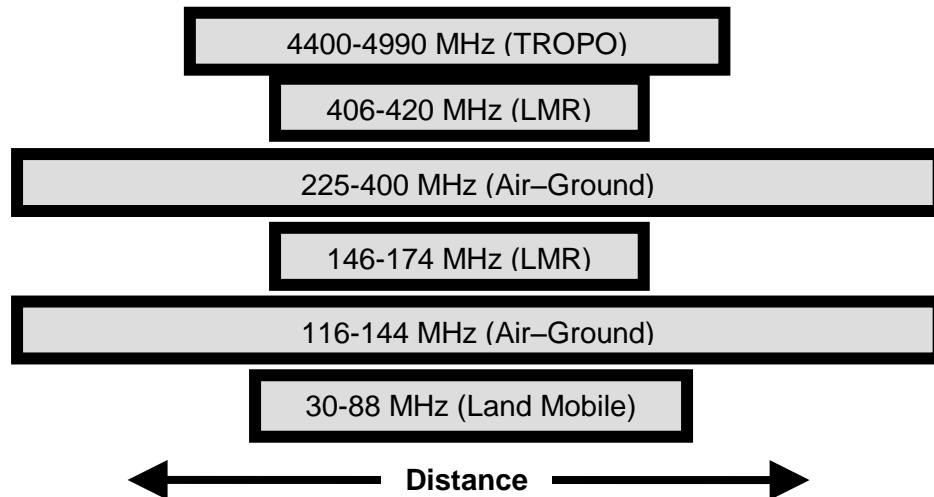 4400-4990 MHz (TROPO)
406-420 MHz (LMR)
225-400 MHz (Air–Ground)
146-174 MHz (LMR)
116-144 MHz (Air–Ground)
30-88 MHz (Land Mobile)
Distance